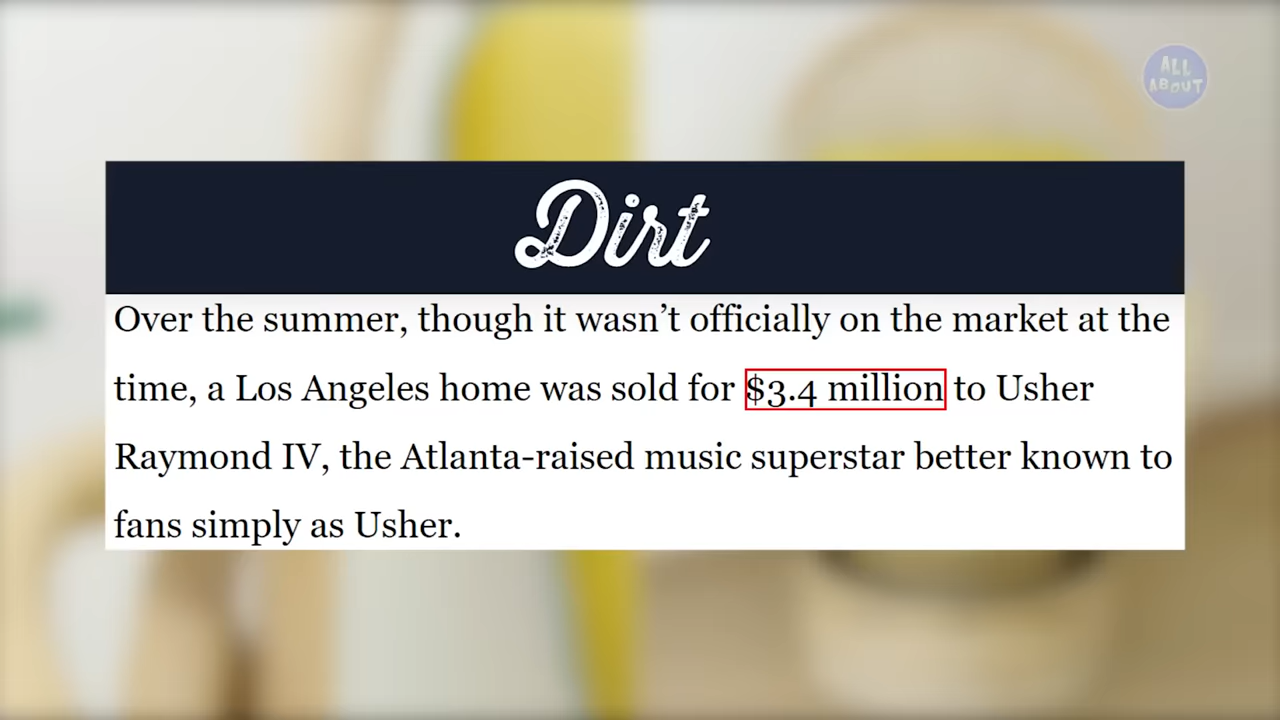 ALL
ABOUT
Dirt
Over the summer, though it wasn’t officially on the market at the
time, a Los Angeles home was sold for $3.4 million to Usher
Raymond IV, the Atlanta-raised music superstar better known to
fans simply as Usher.